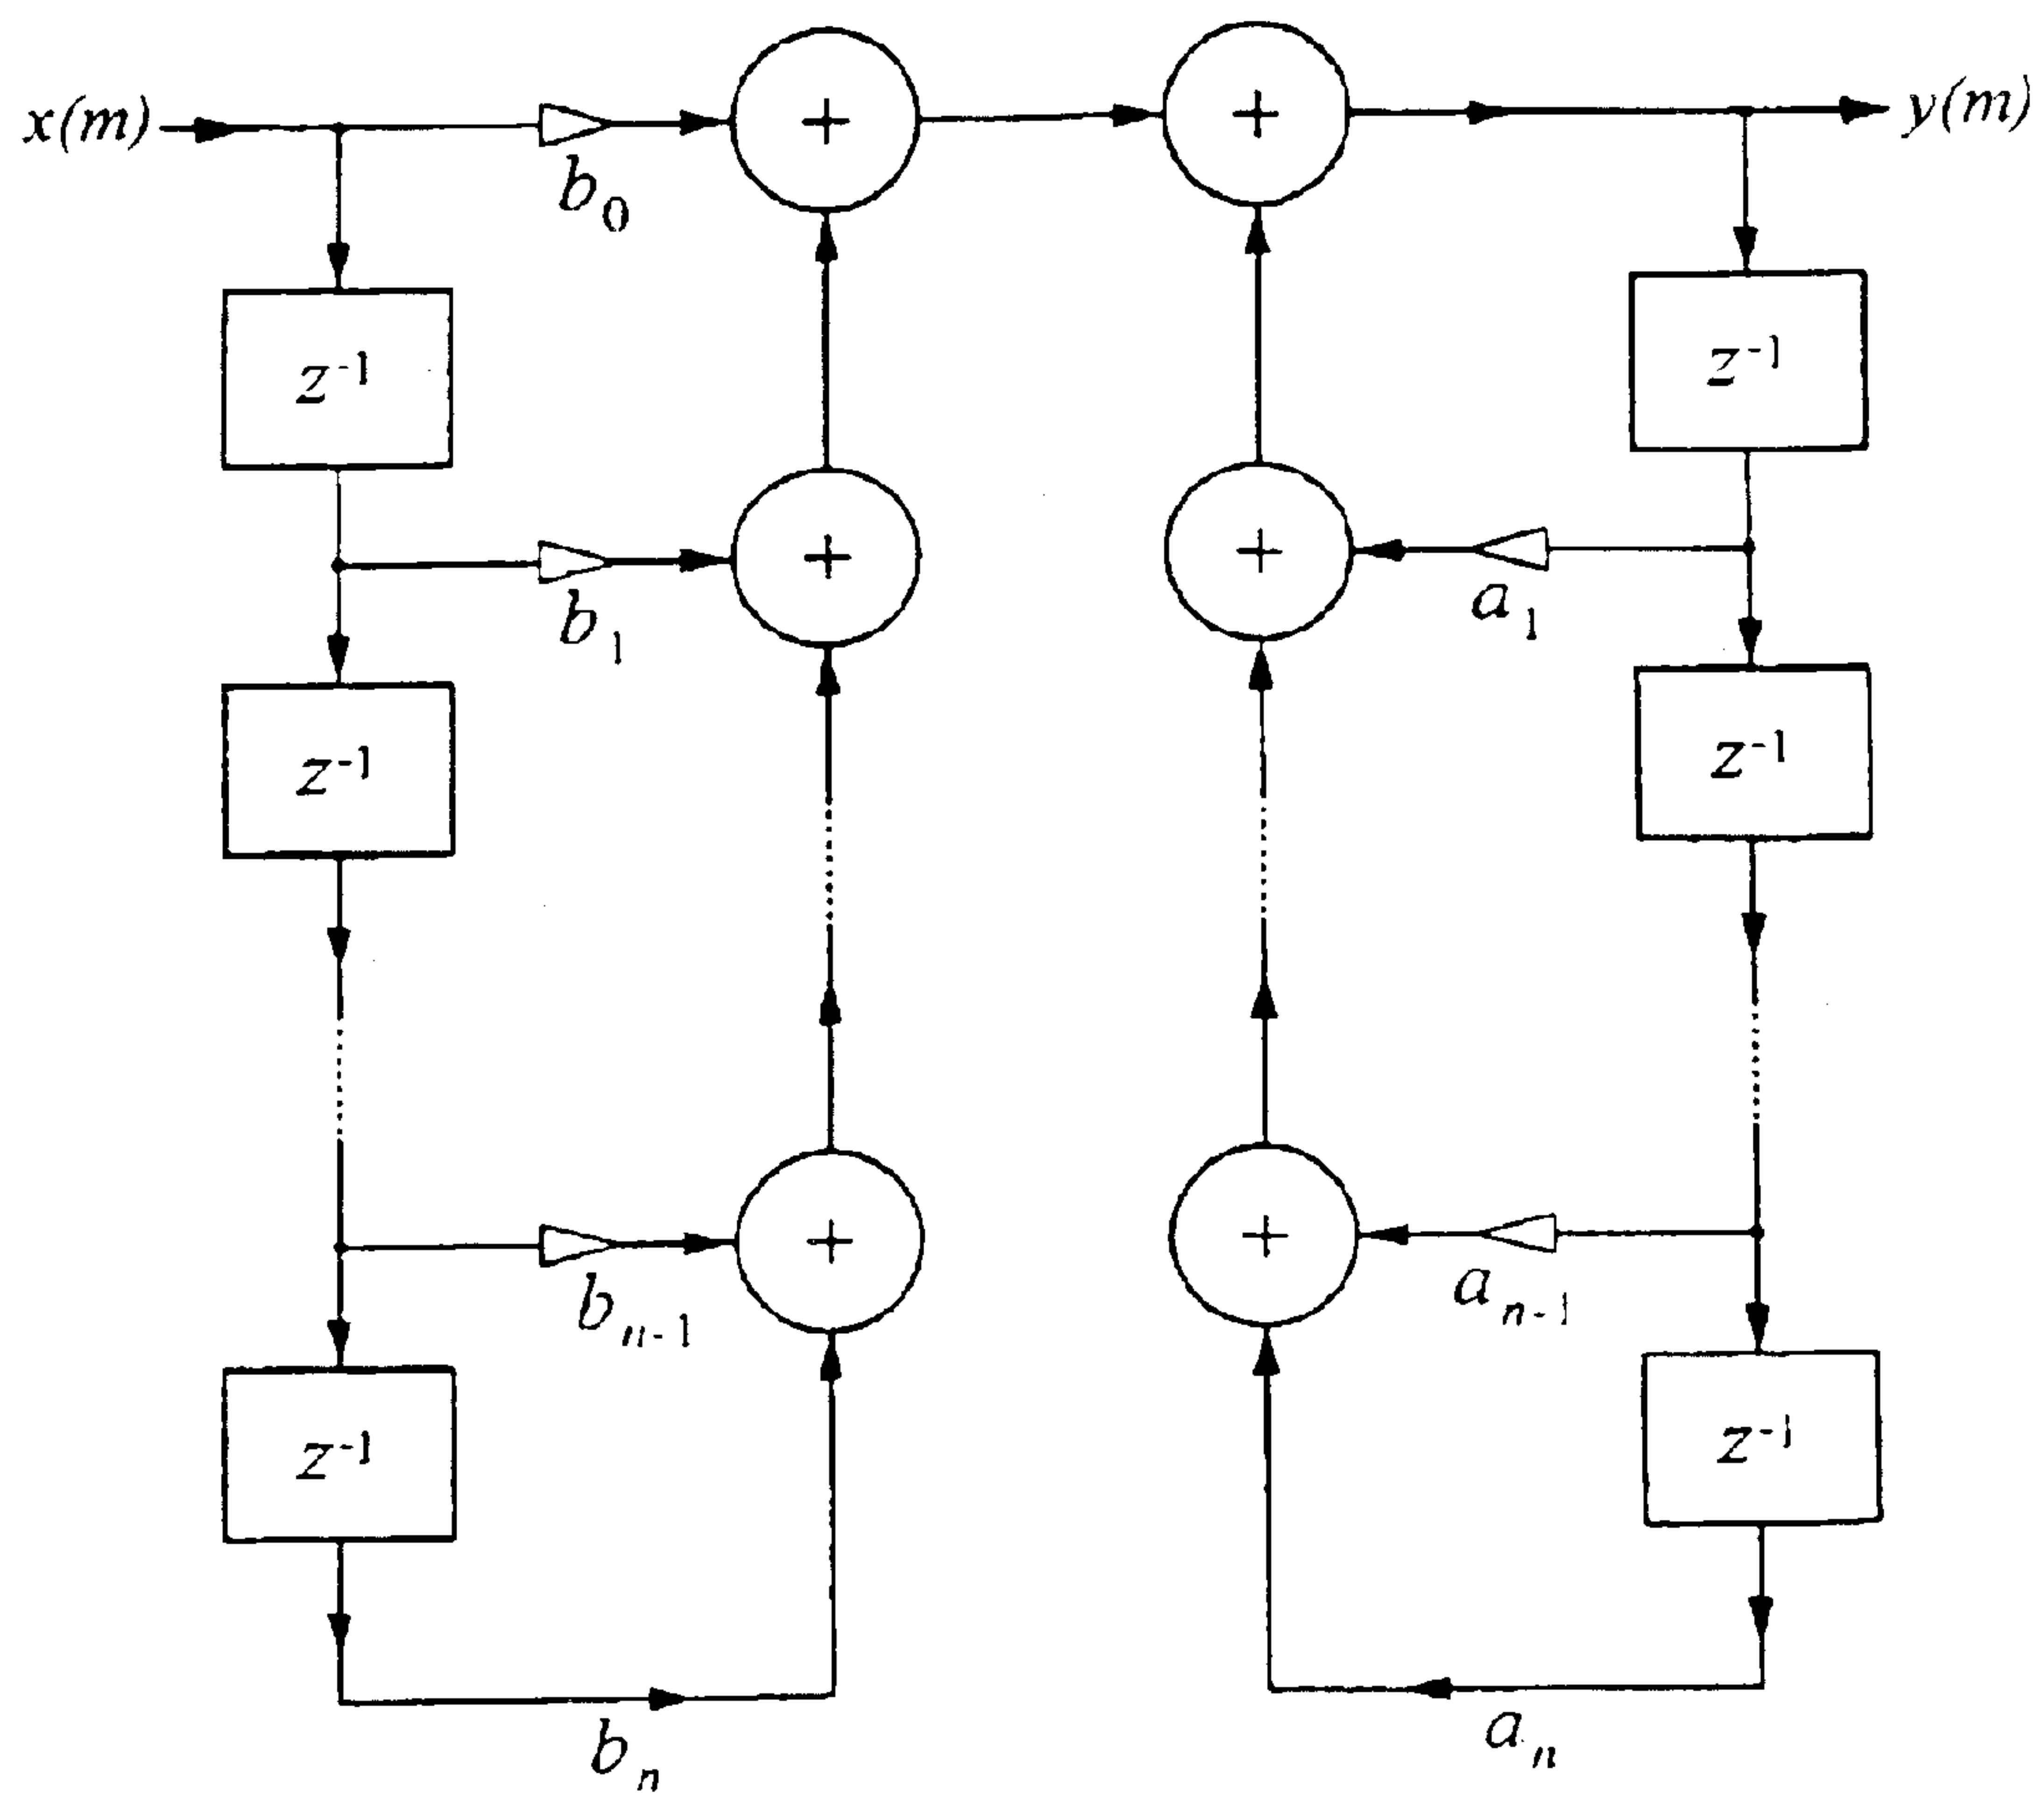 x(m)
+
+
y(m)
b₀
z⁻¹
z⁻¹
+
+
b₁
a₁
z⁻¹
z⁻¹
+
+
bₙ₋₁
aₙ₋₁
z⁻¹
z⁻¹
bₙ
aₙ